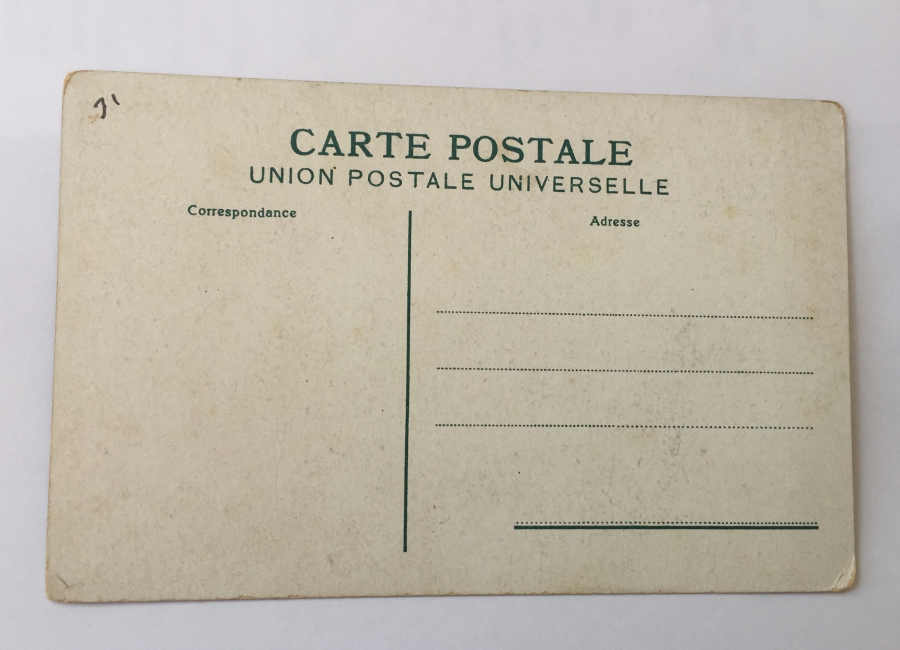 CARTE POSTALE
UNION POSTALE UNIVERSELLE
Correspondance
Adresse